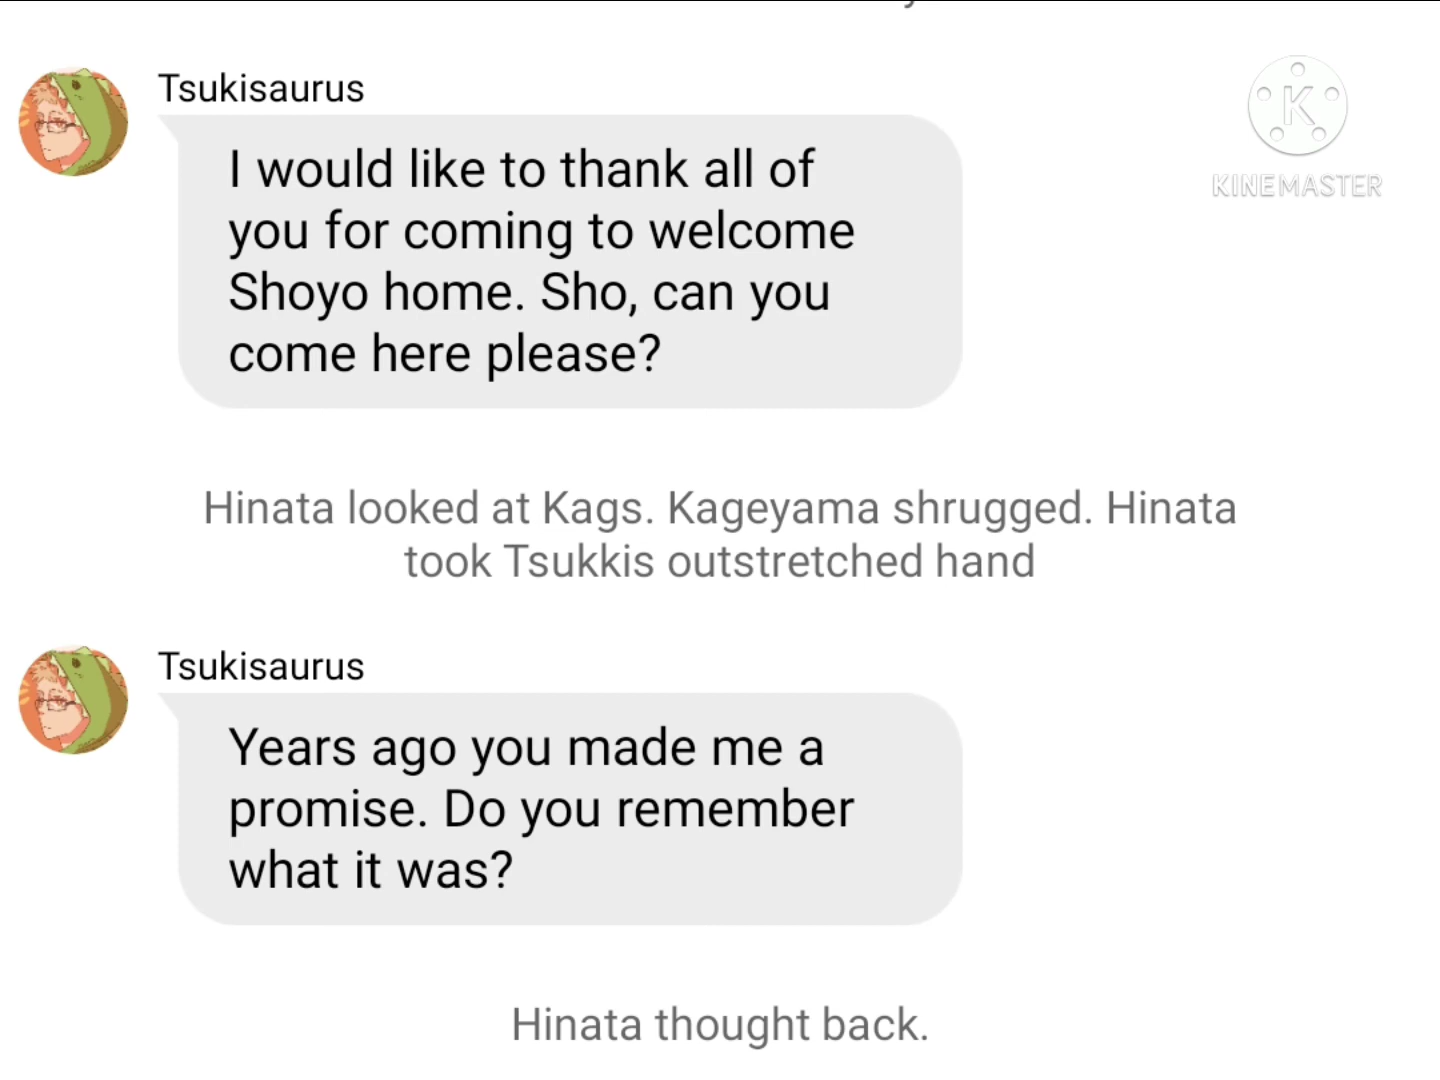 Tsukisaurus
I would like to thank all of
you for coming to welcome
Shoyo home. Sho, can you
come here please?
K
KINEMASTER
Hinata looked at Kags. Kageyama shrugged. Hinata
took Tsukkis outstretched hand
Tsukisaurus
Years ago you made me a
promise. Do you remember
what it was?
Hinata thought back.